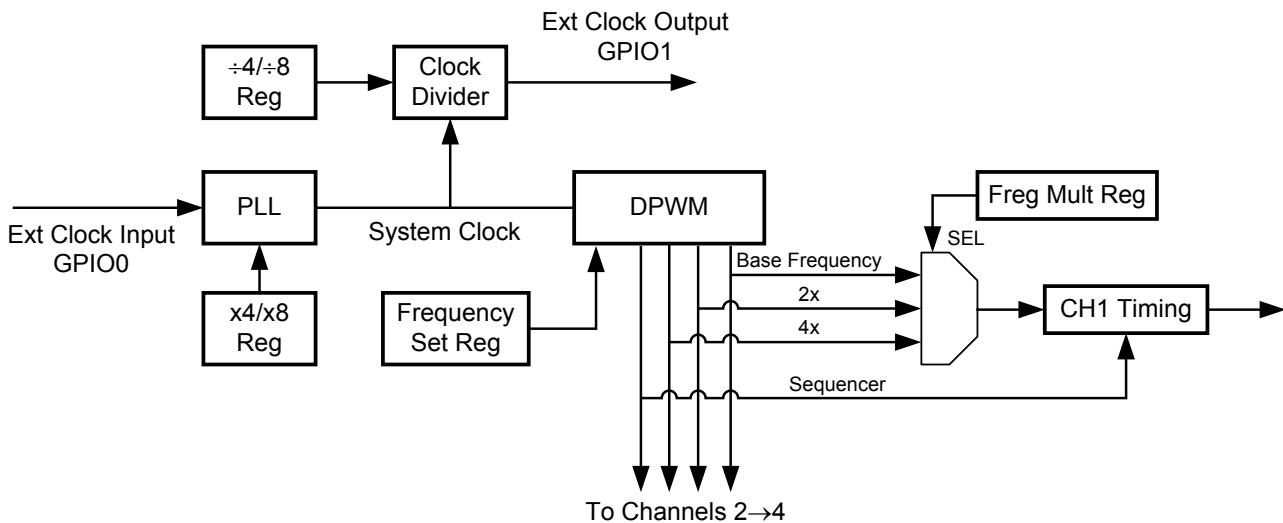 Ext Clock Output
GPIO1
÷4/÷8
Reg
Clock
Divider
PLL
DPWM
Freg Mult Reg
Ext Clock Input
GPIO0
System Clock
SEL
Base Frequency
x4/x8
Reg
Frequency
Set Reg
2x
4x
CH1 Timing
Sequencer
To Channels 2→4